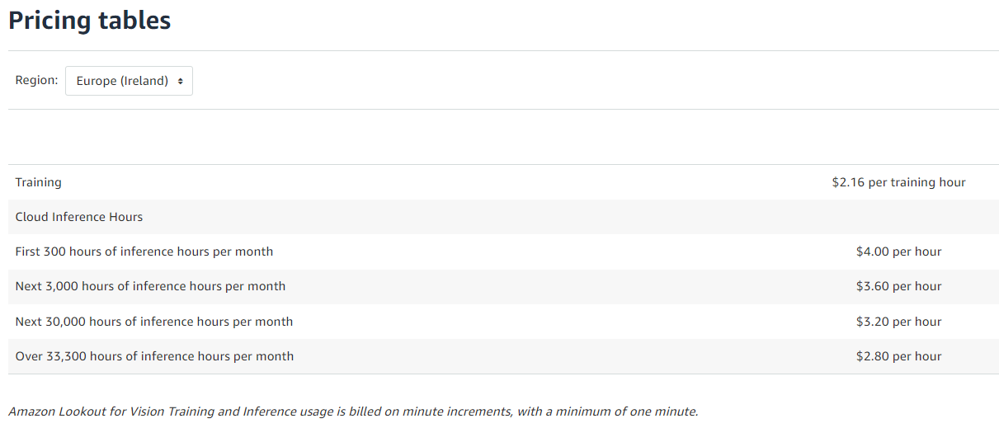 Pricing tables
Region: Europe (Ireland)
Training $2.16 per training hour
Cloud Inference Hours
First 300 hours of inference hours per month $4.00 per hour
Next 3,000 hours of inference hours per month $3.60 per hour
Next 30,000 hours of inference hours per month $3.20 per hour
Over 33,300 hours of inference hours per month $2.80 per hour
Amazon Lookout for Vision Training and Inference usage is billed on minute increments, with a minimum of one minute.